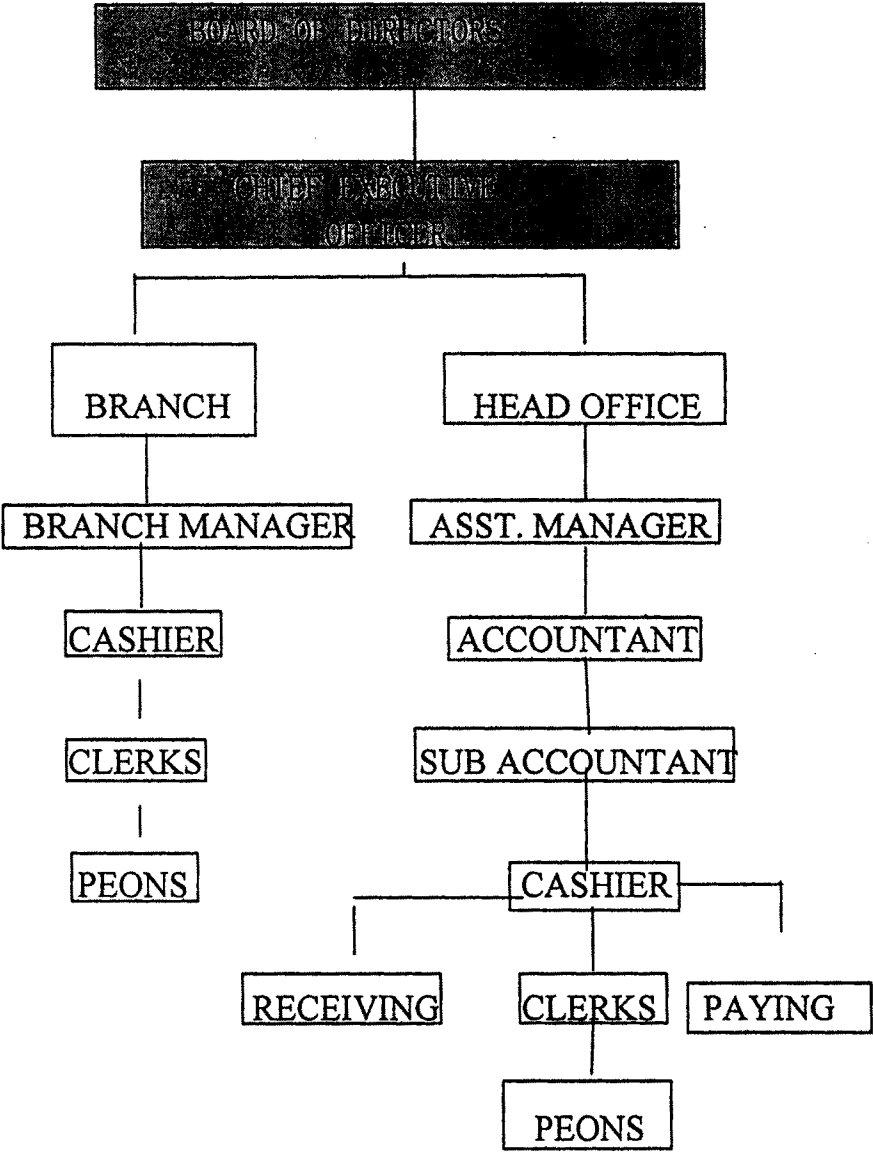 BOARD OF DIRECTORS
CHIEF EXECUTIVE
OFFICER
BRANCH
HEAD OFFICE
BRANCH MANAGER
ASST. MANAGER
CASHIER
ACCOUNTANT
CLERKS
SUB ACCOUNTANT
PEONS
CASHIER
RECEIVING
CLERKS
PAYING
PEONS